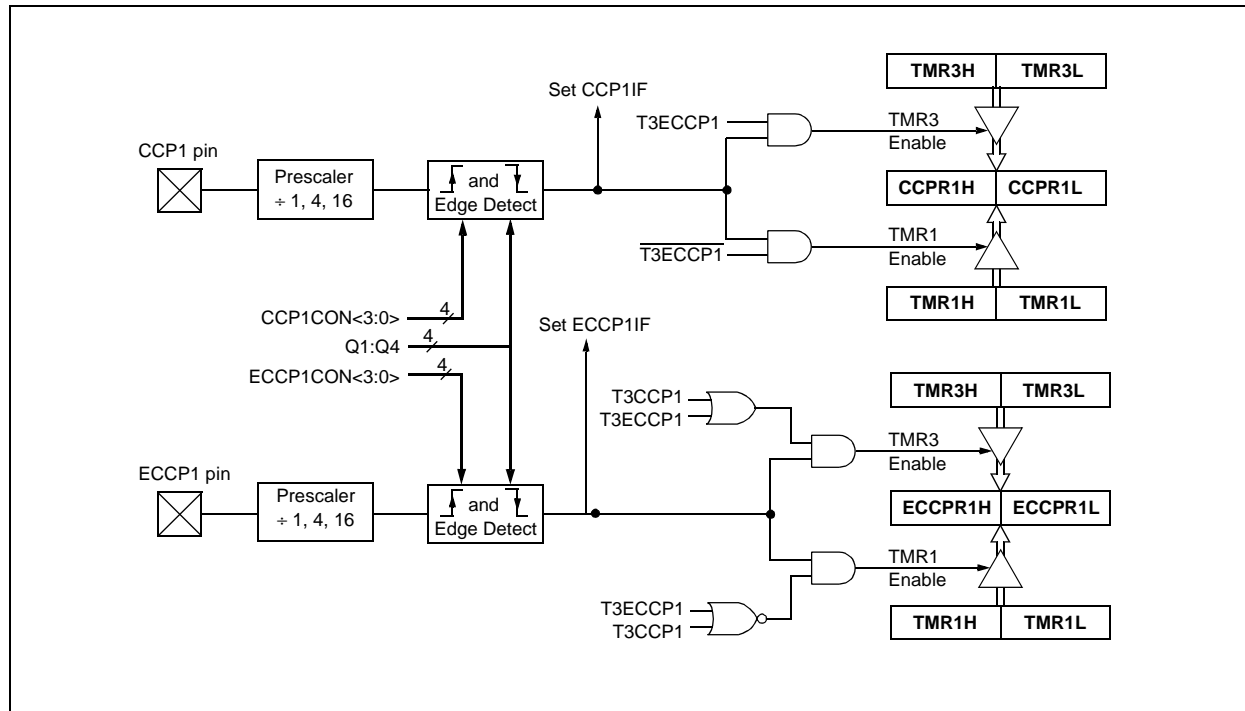 TMR3H TMR3L
Set CCP1IF
T3ECCP1
TMR3
Enable
CCP1 pin
Prescaler
÷ 1, 4, 16
and
Edge Detect
CCPR1H CCPR1L
T3ECCP1
TMR1
Enable
TMR1H TMR1L
CCP1CON<3:0> 4
Q1:Q4 4
ECCP1CON<3:0> 4
Set ECCP1IF
TMR3H TMR3L
T3CCP1
T3ECCP1
TMR3
Enable
ECCP1 pin
Prescaler
÷ 1, 4, 16
and
Edge Detect
ECCPR1H ECCPR1L
TMR1
Enable
T3ECCP1
T3CCP1
TMR1H TMR1L